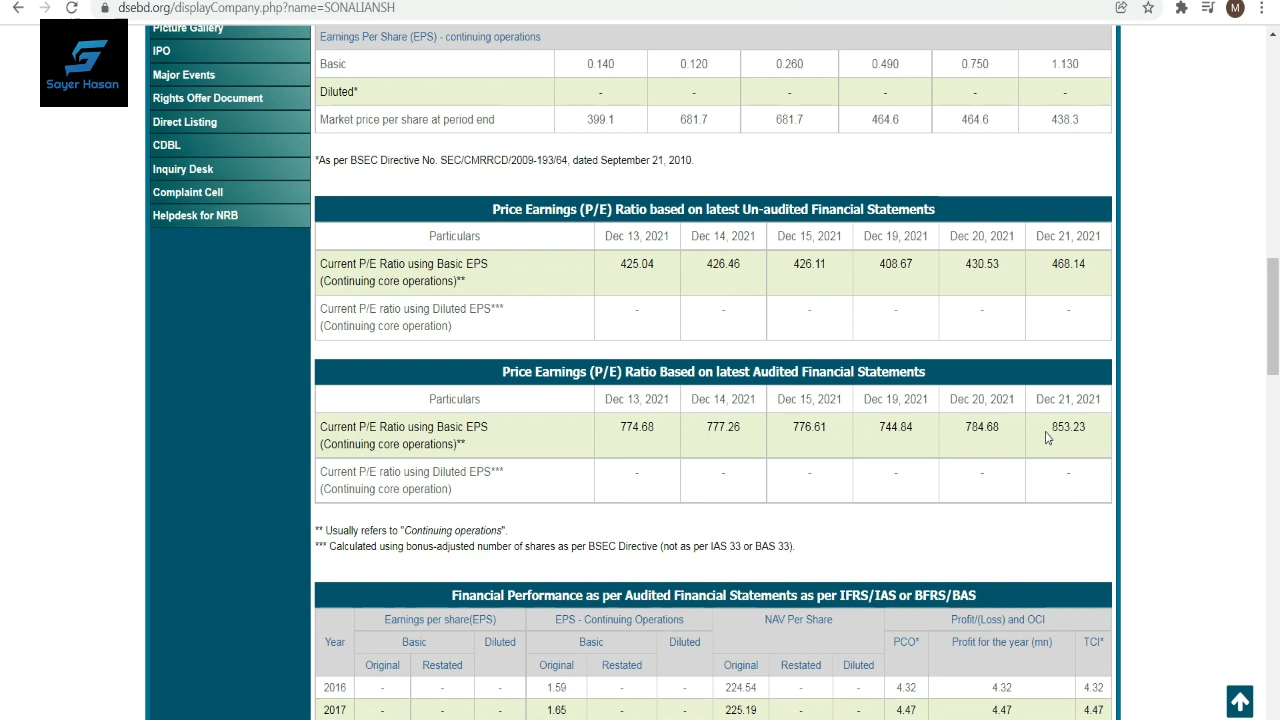 dsebd.org/displayCompany.php?name=SONALIANSH
M
Sayer Hasan
Picture Gallery
IPO
Major Events
Rights Offer Document
Direct Listing
CDBL
Inquiry Desk
Complaint Cell
Helpdesk for NRB
Earnings Per Share (EPS) - continuing operations
Basic 0.140 0.120 0.260 0.490 0.750 1.130
Diluted* - - - - - -
Market price per share at period end 399.1 681.7 681.7 464.6 464.6 438.3
*As per BSEC Directive No. SEC/CMRRCD/2009-193/64, dated September 21, 2010.
Price Earnings (P/E) Ratio based on latest Un-audited Financial Statements
Particulars Dec 13, 2021 Dec 14, 2021 Dec 15, 2021 Dec 19, 2021 Dec 20, 2021 Dec 21, 2021
Current P/E Ratio using Basic EPS 425.04 426.46 426.11 408.67 430.53 468.14
(Continuing core operations)**
Current P/E ratio using Diluted EPS*** - - - - - -
(Continuing core operation)
Price Earnings (P/E) Ratio Based on latest Audited Financial Statements
Particulars Dec 13, 2021 Dec 14, 2021 Dec 15, 2021 Dec 19, 2021 Dec 20, 2021 Dec 21, 2021
Current P/E Ratio using Basic EPS 774.68 777.26 776.61 744.84 784.68 853.23
(Continuing core operations)**
Current P/E ratio using Diluted EPS*** - - - - - -
(Continuing core operation)
** Usually refers to "Continuing operations".
*** Calculated using bonus-adjusted number of shares as per BSEC Directive (not as per IAS 33 or BAS 33).
Financial Performance as per Audited Financial Statements as per IFRS/IAS or BFRS/BAS
Year Earnings per share(EPS) EPS - Continuing Operations NAV Per Share Profit/(Loss) and OCI
Basic Diluted Basic Diluted PCO* Profit for the year (mn) TCI*
Original Restated Original Restated Original Restated Diluted
2016 - - - 1.59 - - 224.54 - - 4.32 4.32 4.32
2017 - - - 1.65 - - 225.19 - - 4.47 4.47 4.47